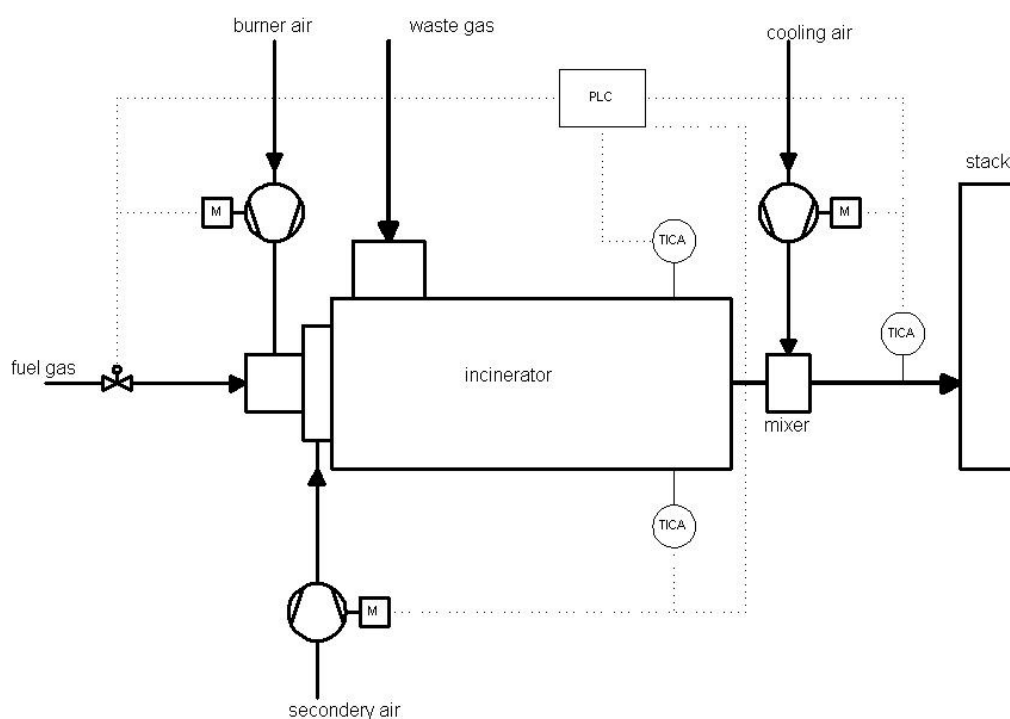 burner air
waste gas
cooling air
PLC
stack
M
M
TICA
TICA
fuel gas
incinerator
mixer
TICA
M
secondery air